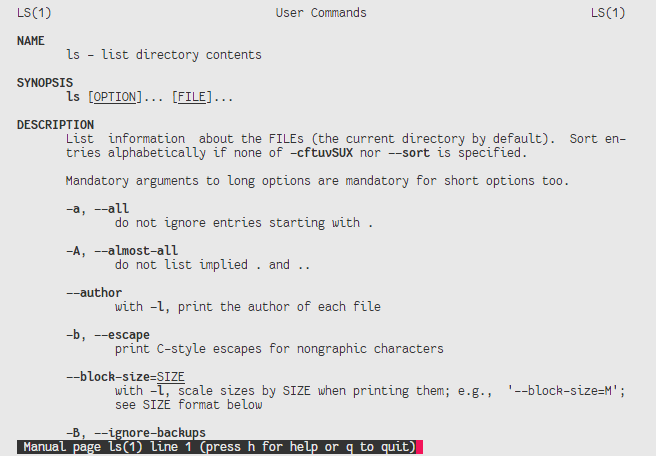 LS(1) User Commands LS(1)
NAME
ls - list directory contents
SYNOPSIS
ls [OPTION]... [FILE]...
DESCRIPTION
List information about the FILEs (the current directory by default). Sort en-
tries alphabetically if none of -cftuvSUX nor --sort is specified.
Mandatory arguments to long options are mandatory for short options too.
-a, --all
do not ignore entries starting with .
-A, --almost-all
do not list implied . and ..
--author
with -l, print the author of each file
-b, --escape
print C-style escapes for nongraphic characters
--block-size=SIZE
with -l, scale sizes by SIZE when printing them; e.g., '--block-size=M';
see SIZE format below
-B, --ignore-backups
Manual page ls(1) line 1 (press h for help or q to quit)